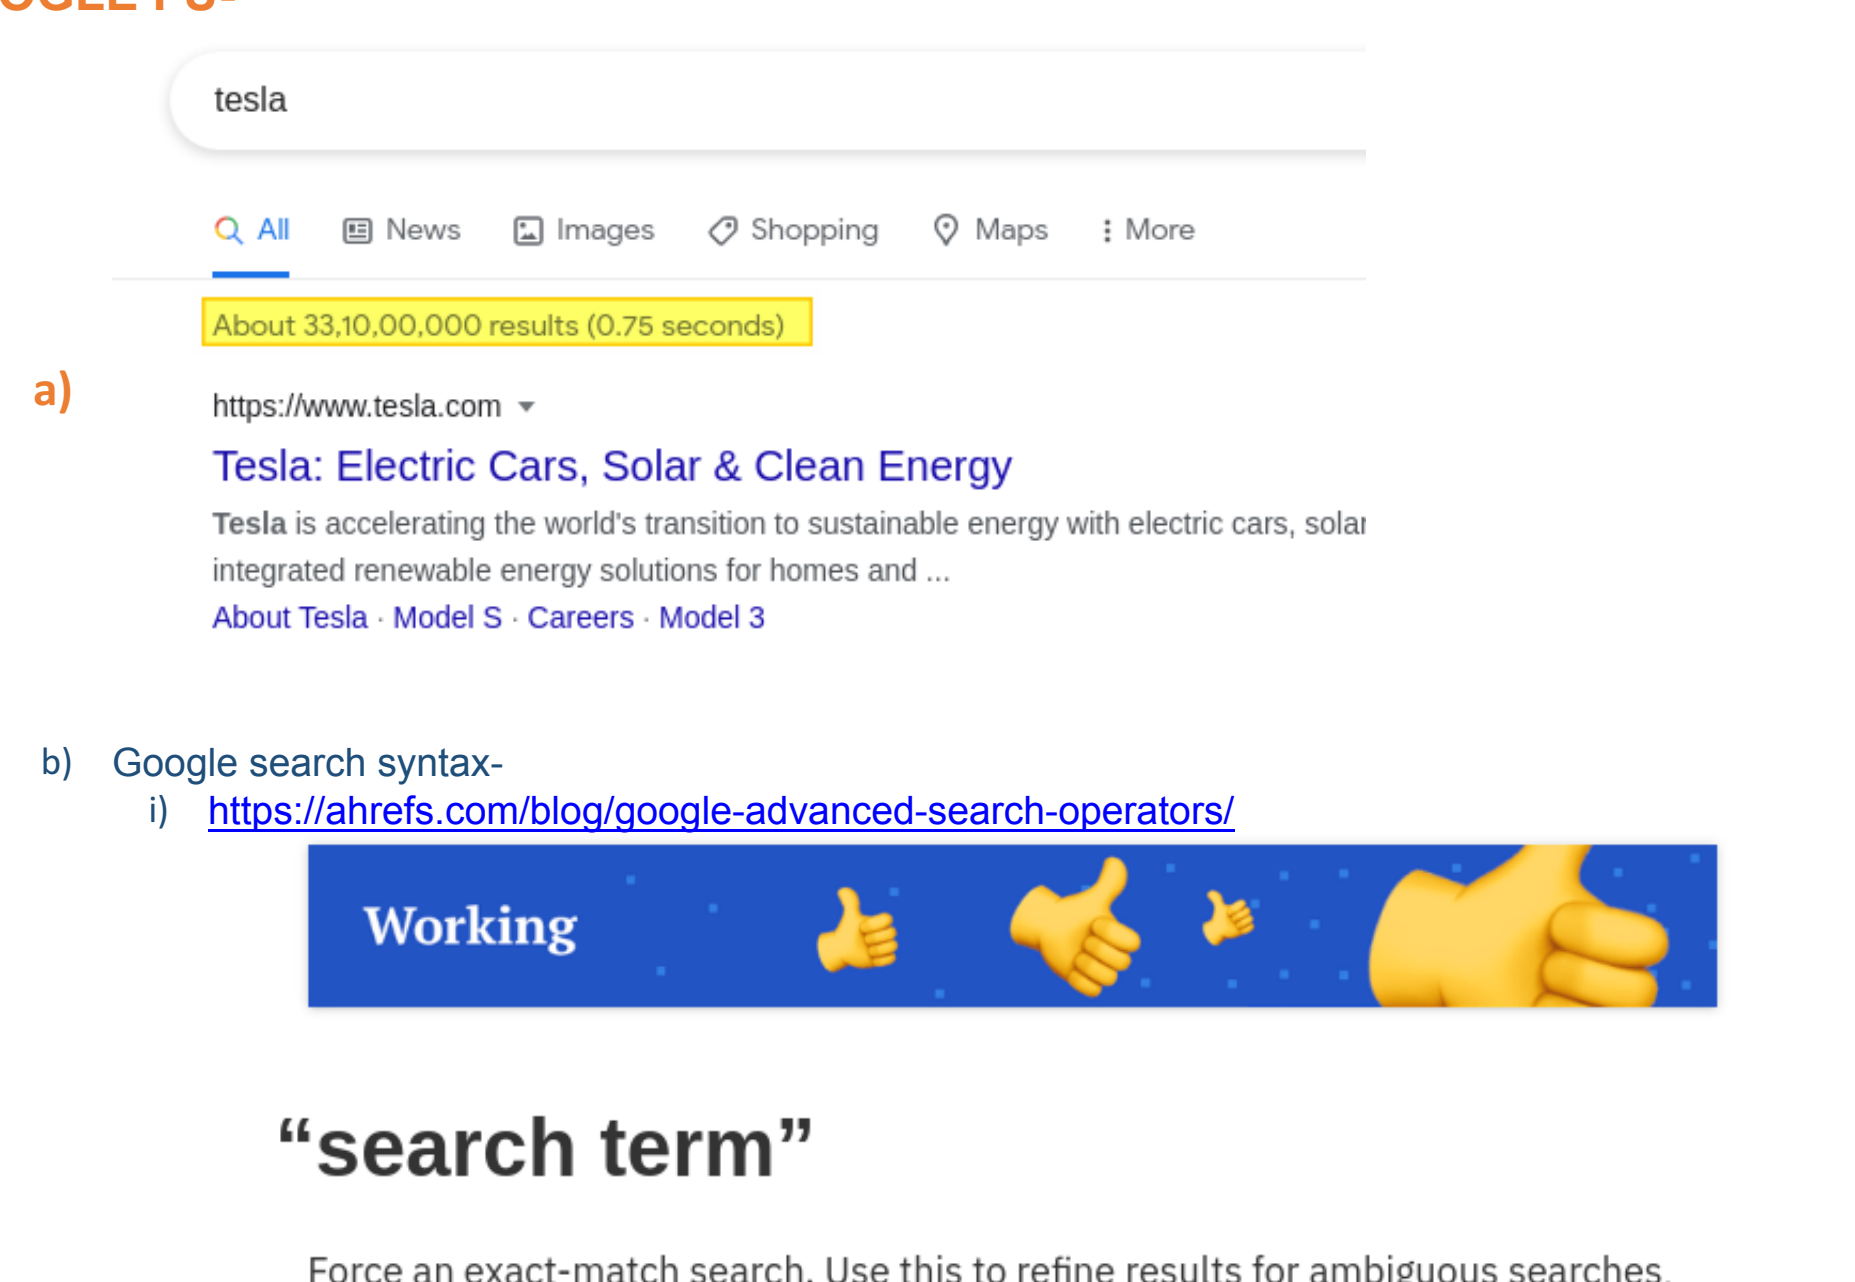 tesla
All News Images Shopping Maps More
About 33,10,00,000 results (0.75 seconds)
a)
https://www.tesla.com
Tesla: Electric Cars, Solar & Clean Energy
Tesla is accelerating the world's transition to sustainable energy with electric cars, solar
integrated renewable energy solutions for homes and ...
About Tesla · Model S · Careers · Model 3
b) Google search syntax-
i) https://ahrefs.com/blog/google-advanced-search-operators/
Working
“search term”
Force an exact-match search. Use this to refine results for ambiguous searches,